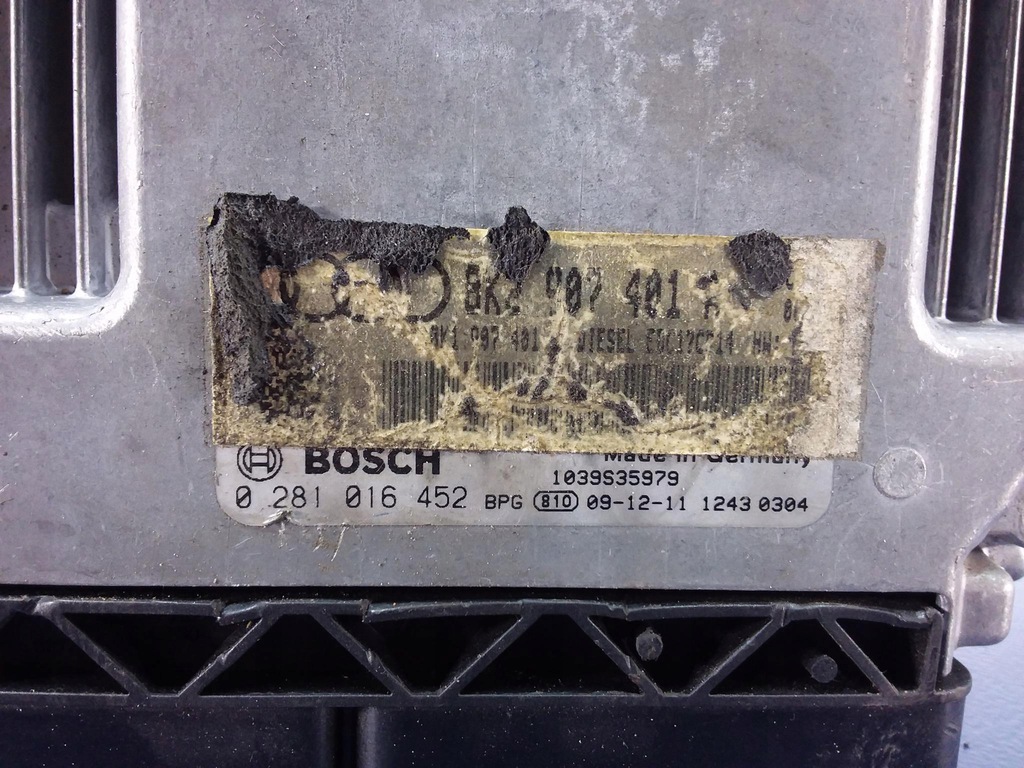 8K2 907 401
8K1 907 401 DIESEL
BOSCH Made in Germany
1039S35979
0 281 016 452 BPG 810 09-12-11 1243 0304